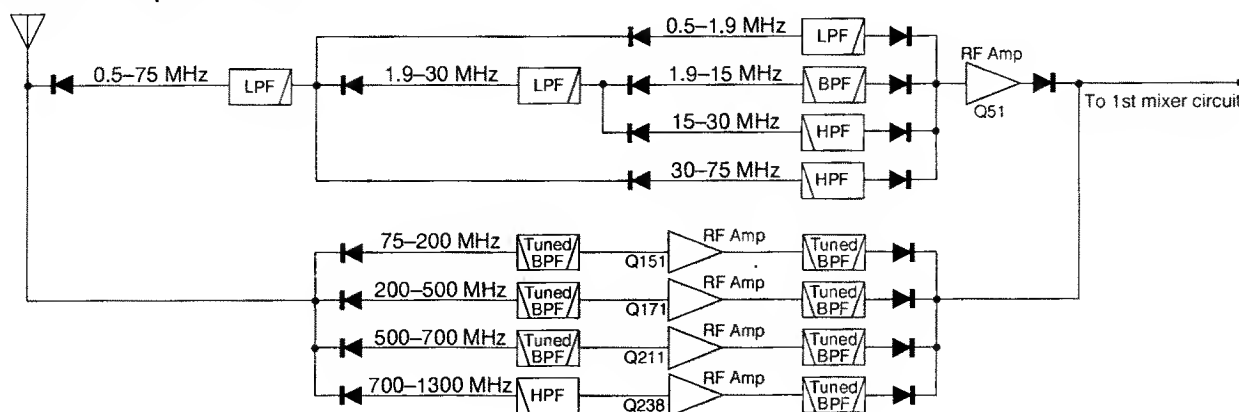 0.5–1.9 MHz
LPF
RF Amp
0.5–75 MHz
LPF
1.9–30 MHz
LPF
1.9–15 MHz
BPF
Q51
To 1st mixer circuit
15–30 MHz
HPF
30–75 MHz
HPF
75–200 MHz
Tuned
BPF
Q151
RF Amp
Tuned
BPF
200–500 MHz
Tuned
BPF
Q171
RF Amp
Tuned
BPF
500–700 MHz
Tuned
BPF
Q211
RF Amp
Tuned
BPF
700–1300 MHz
HPF
Q238
RF Amp
Tuned
BPF